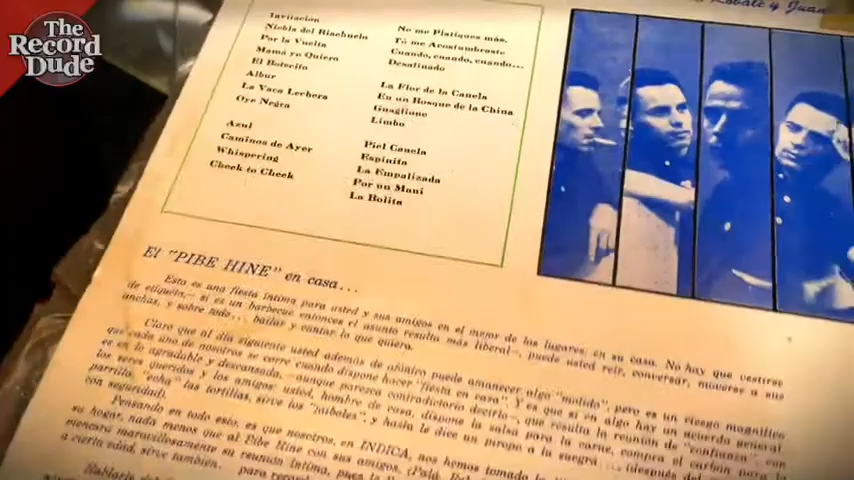 The
Record
Dude
Robale y Juan
Invitación
Niebla del Riachuelo
Por la Vuelta
Mamá yo Quiero
El Botecito
Albur
La Vaca Lechera
Oye Negra
Azul
Caminos de Ayer
Whispering
Cheek to Cheek
No me Platiques más.
Tú me Acostumbraste
Cuando, cuando, cuando...
Desafinado
La Flor de la Canela
En un Bosque de la China
Guaglione
Limbo
Piel Canela
Espinita
La Empalizada
Por un Mani
La Bolita
El "PIBE HINE" en casa...
Esta es una fiesta íntima para usted y sus amigos en el mejor de los lugares: en su casa. No hay que vestirse
de etiqueta,- si es un barbecue entonces el asunto resulta más liberal-, puede usted reír, conversar, moverse a sus
anchas, y sobre todo... bailar y cantar lo que quiera.
Claro que al día siguiente usted además de afónico puede amanecer algo "molido", pero es un riesgo magnífico
que cada uno de nosotros se corre cuando dispone hacer "fiesta en casa". Y es que si en algo hay un acuerdo general
es en lo agradable y descansada,- aunque parezca contradictorio decirlo-, que resulta la reunión de "confianza", con
los seres queridos y los amigos: usted, hombre de casa, dispone la salsa para la carne, compra el carbón para la
parrilla, "echa" las tortillas, sirve los "jaiboles", y hasta le dice un piropo a la suegra... (después del
con seguridad).
Pensando en todo esto, es que nosotros, en INDICA, nos hemos tomado la
su hogar, nada menos que al Pibe Hine con sus amigos,
menizará maravillosamente su reunión íntima, pues la
a cierta edad, sirve también, para
Hablarle